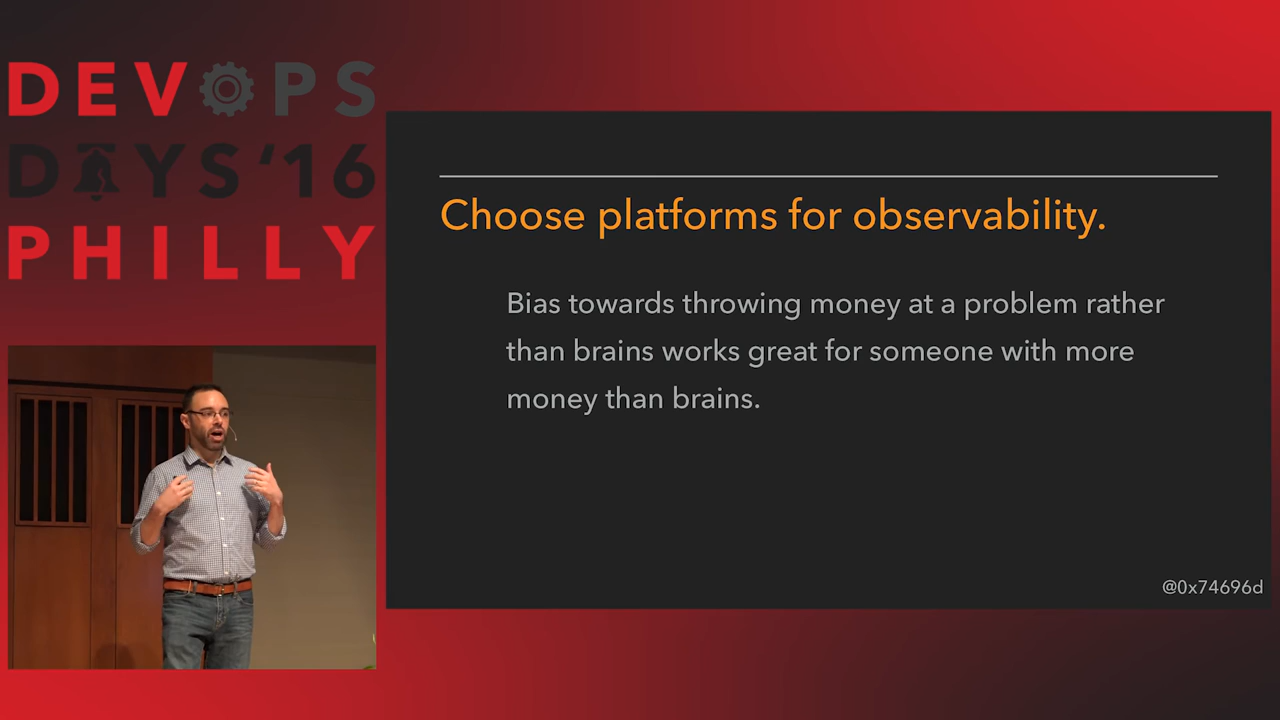 DEVOPS
DAYS '16
PHILLY
Choose platforms for observability.
Bias towards throwing money at a problem rather
than brains works great for someone with more
money than brains.
@0x74696d